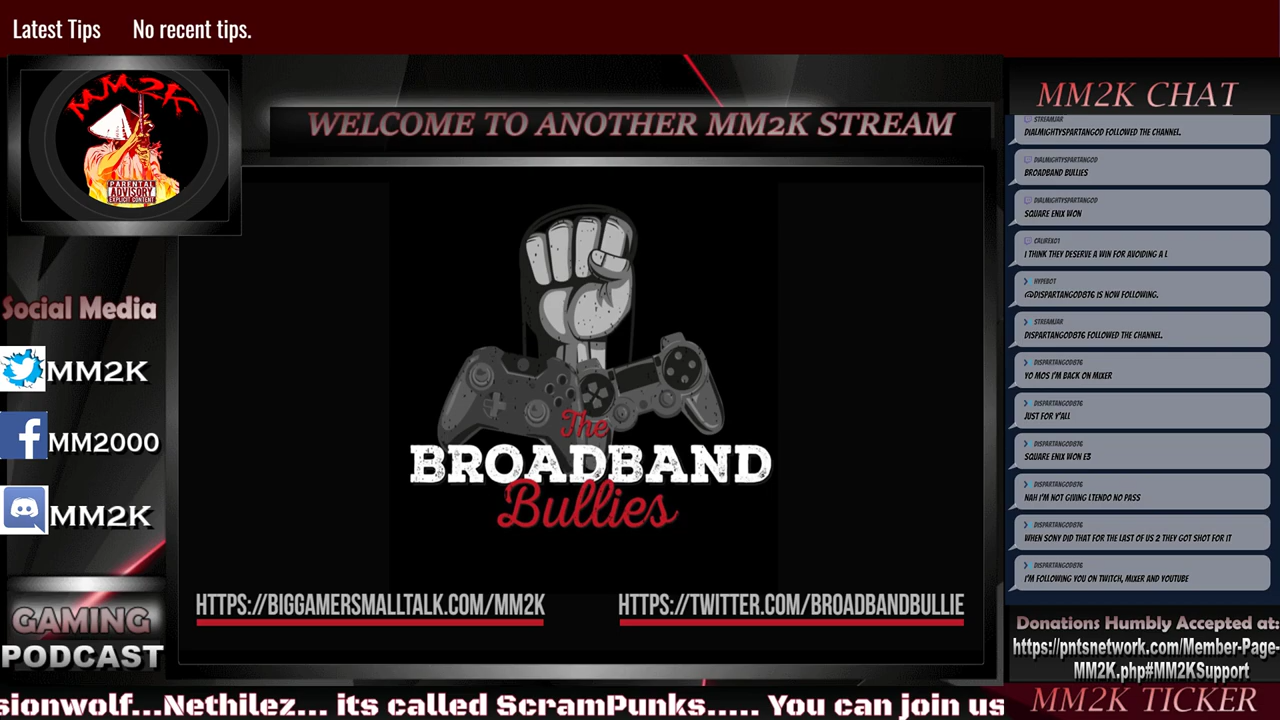 Latest Tips No recent tips.
MM2K
PARENTAL
ADVISORY
EXPLICIT CONTENT
WELCOME TO ANOTHER MM2K STREAM
Social Media
MM2K
MM2000
MM2K
GAMING
PODCAST
The
BROADBAND
Bullies
HTTPS://BIGGAMERSMALLTALK.COM/MM2K
HTTPS://TWITTER.COM/BROADBANDBULLIE
MM2K CHAT
STREAMJAR
DIALMIGHTYSPARTANGOD FOLLOWED THE CHANNEL.
DIALMIGHTYSPARTANGOD
BROADBAND BULLIES
DIALMIGHTYSPARTANGOD
SQUARE ENIX WON
CALIREX01
I THINK THEY DESERVE A WIN FOR AVOIDING A L
HYPEBOT
@DISPARTANGOD876 IS NOW FOLLOWING.
STREAMJAR
DISPARTANGOD876 FOLLOWED THE CHANNEL.
DISPARTANGOD876
YO MOS I'M BACK ON MIXER
DISPARTANGOD876
JUST FOR Y'ALL
DISPARTANGOD876
SQUARE ENIX WON E3
DISPARTANGOD876
NAH I'M NOT GIVING LTENDO NO PASS
DISPARTANGOD876
WHEN SONY DID THAT FOR THE LAST OF US 2 THEY GOT SHOT FOR IT
DISPARTANGOD876
I'M FOLLOWING YOU ON TWITCH, MIXER AND YOUTUBE
Donations Humbly Accepted at:
https://pntsnetwork.com/Member-Page-
MM2K.php#MM2KSupport
sionwolf...Nethilez... its called ScramPunks..... You can join us
MM2K TICKER